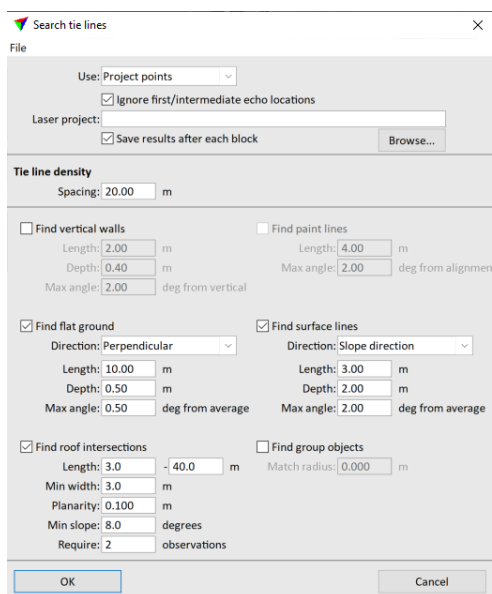 Search tie lines
File
Use: Project points
Ignore first/intermediate echo locations
Laser project:
Save results after each block Browse...
Tie line density
Spacing: 20.00 m
Find vertical walls
Length: 2.00 m
Depth: 0.40 m
Max angle: 2.00 deg from vertical
Find paint lines
Length: 4.00 m
Max angle: 2.00 deg from alignmen
Find flat ground
Direction: Perpendicular
Length: 10.00 m
Depth: 0.50 m
Max angle: 0.50 deg from average
Find surface lines
Direction: Slope direction
Length: 3.00 m
Depth: 2.00 m
Max angle: 2.00 deg from average
Find roof intersections
Length: 3.0 - 40.0 m
Min width: 3.0 m
Planarity: 0.100 m
Min slope: 8.0 degrees
Require: 2 observations
Find group objects
Match radius: 0.000 m
OK Cancel